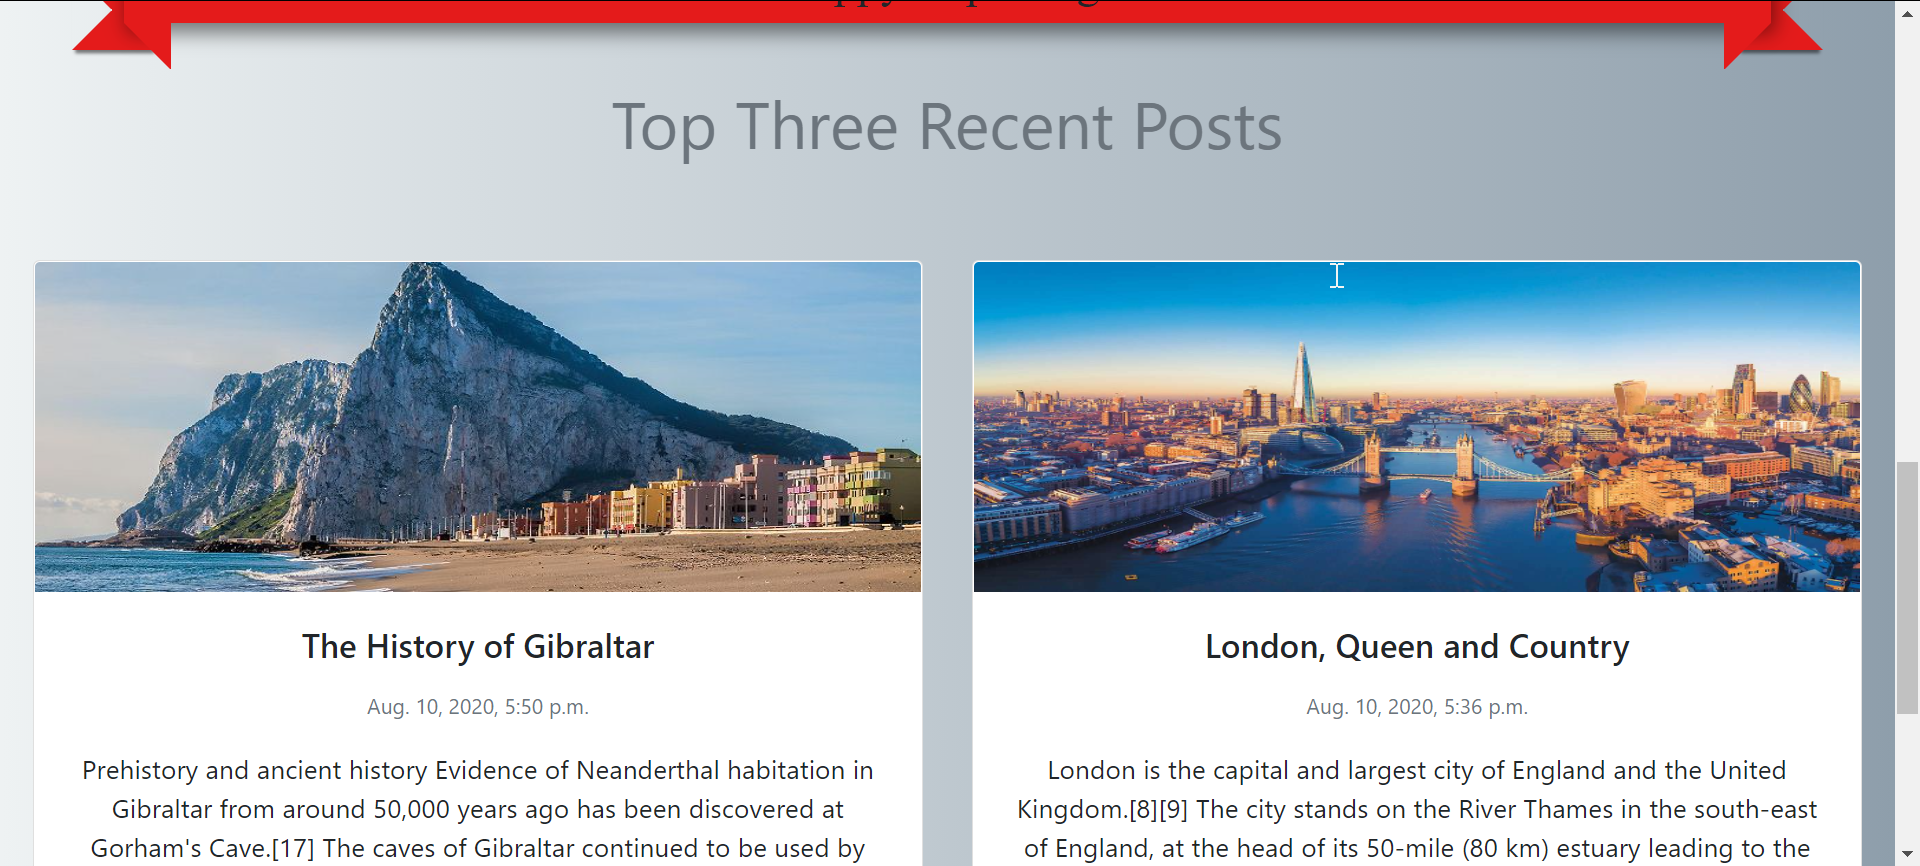 Top Three Recent Posts
The History of Gibraltar
Aug. 10, 2020, 5:50 p.m.
Prehistory and ancient history Evidence of Neanderthal habitation in
Gibraltar from around 50,000 years ago has been discovered at
Gorham's Cave.[17] The caves of Gibraltar continued to be used by
London, Queen and Country
Aug. 10, 2020, 5:36 p.m.
London is the capital and largest city of England and the United
Kingdom.[8][9] The city stands on the River Thames in the south-east
of England, at the head of its 50-mile (80 km) estuary leading to the